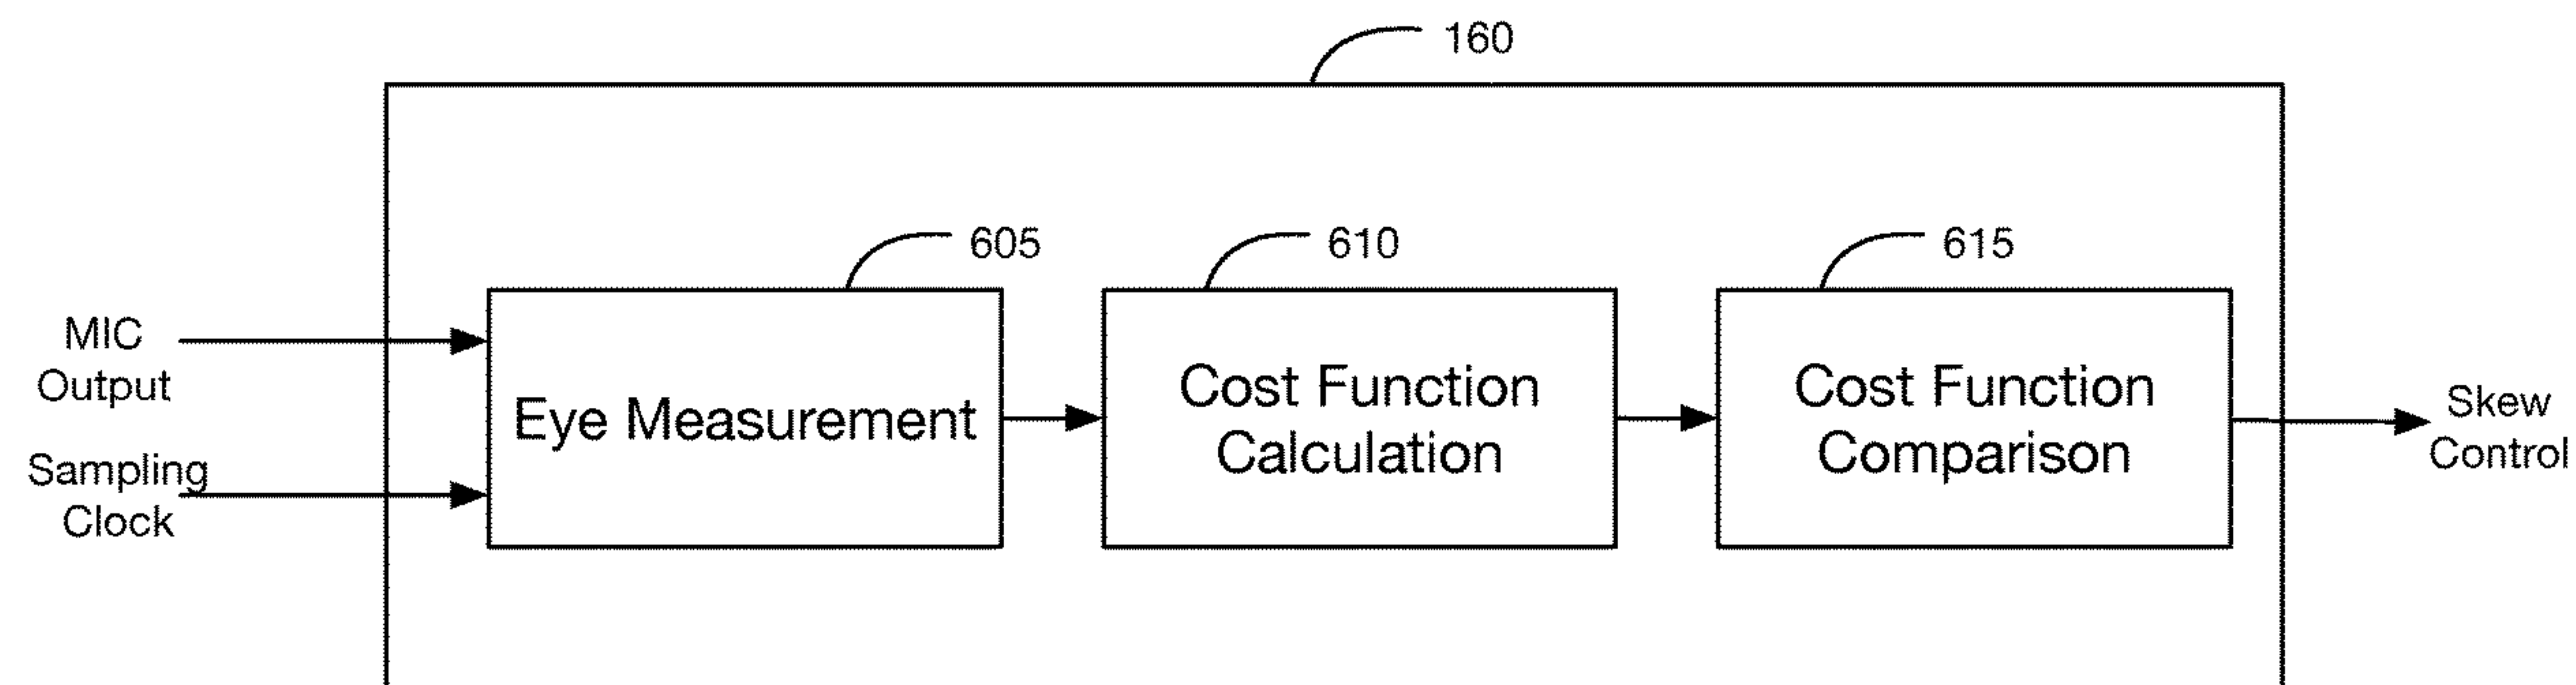 160
605
610
615
MIC
Output
Sampling
Clock
Eye Measurement
Cost Function
Calculation
Cost Function
Comparison
Skew
Control